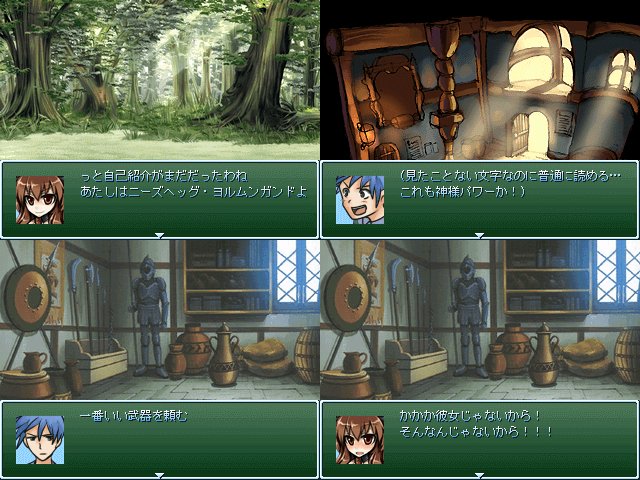 っと自己紹介がまだだったわね
あたしはニーズヘッグ・ヨルムンガンドよ
(見たことない文字なのに普通に読める…
これも神様パワーか!)
一番いい武器を頼む
かかか彼女じゃないから!
そんなんじゃないから!!!